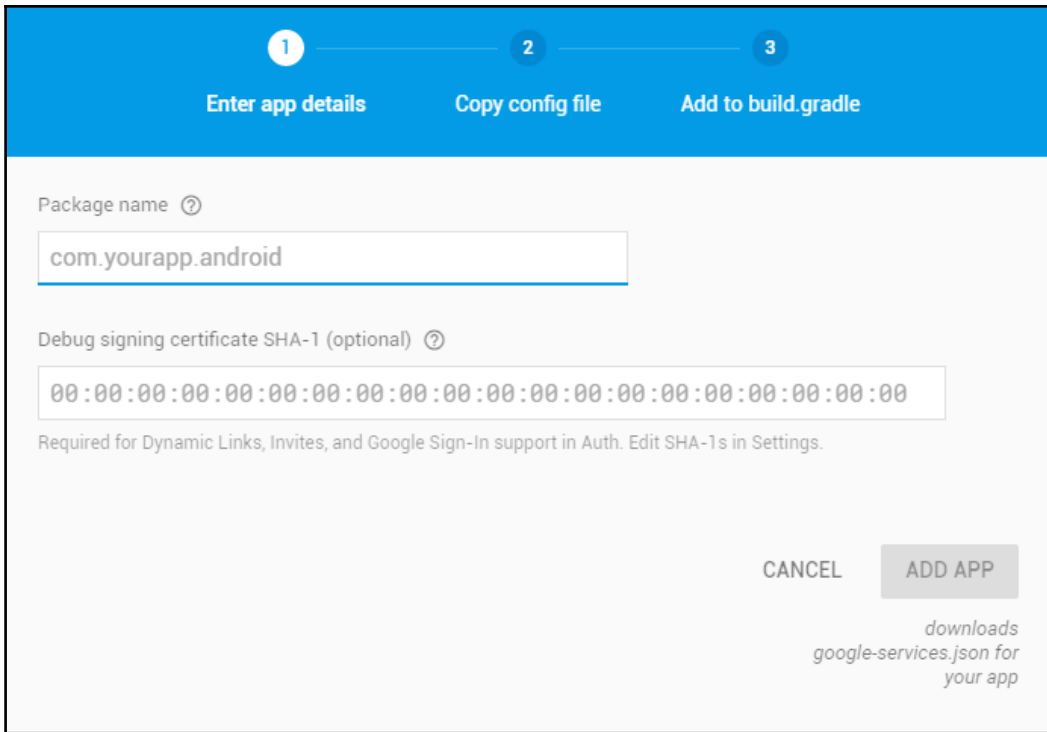 1 2 3
Enter app details Copy config file Add to build.gradle
Package name ?
com.yourapp.android
Debug signing certificate SHA-1 (optional) ?
00:00:00:00:00:00:00:00:00:00:00:00:00:00:00:00:00:00:00:00
Required for Dynamic Links, Invites, and Google Sign-In support in Auth. Edit SHA-1s in Settings.
CANCEL ADD APP
downloads
google-services.json for
your app